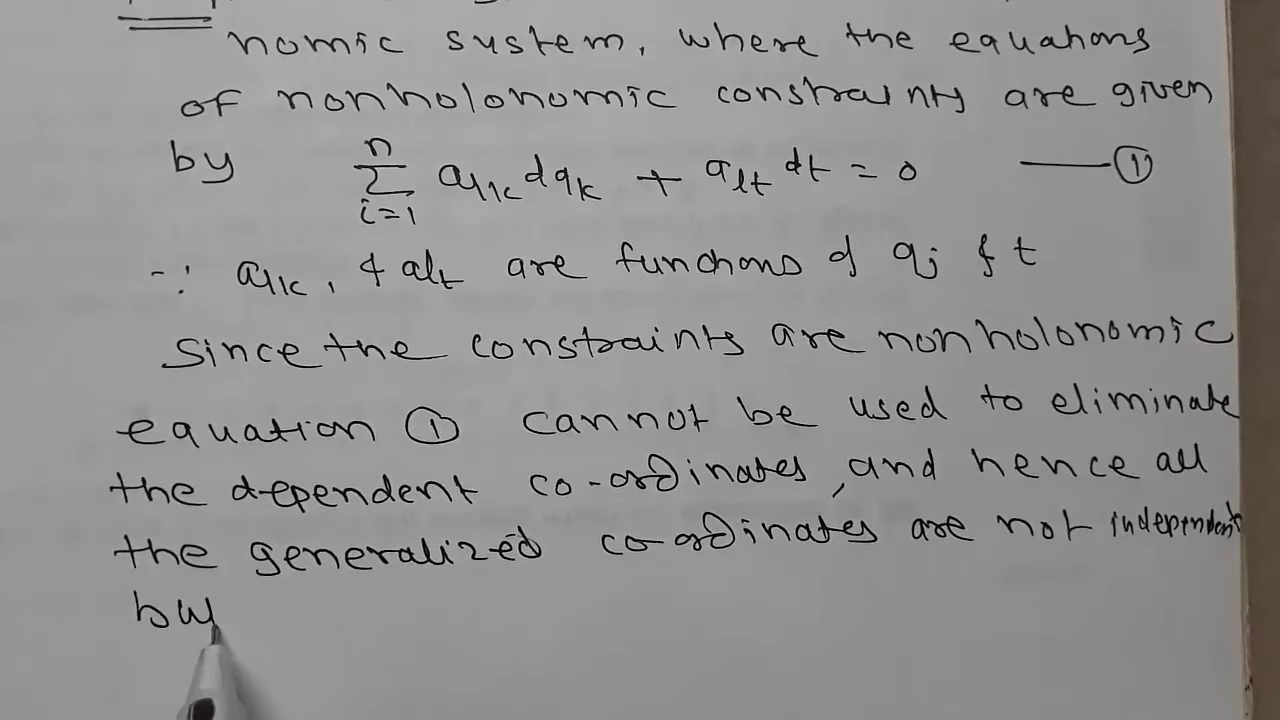 nomic system, where the equations
of nonholonomic constraints are given
by n∑i=1 alk dqk + alt dt = 0 —— ①
∵ alk, & alt are functions of qj & t
Since the constraints are nonholonomic
equation ① cannot be used to eliminate
the dependent co-ordinates, and hence all
the generalized co-ordinates are not independent
bu